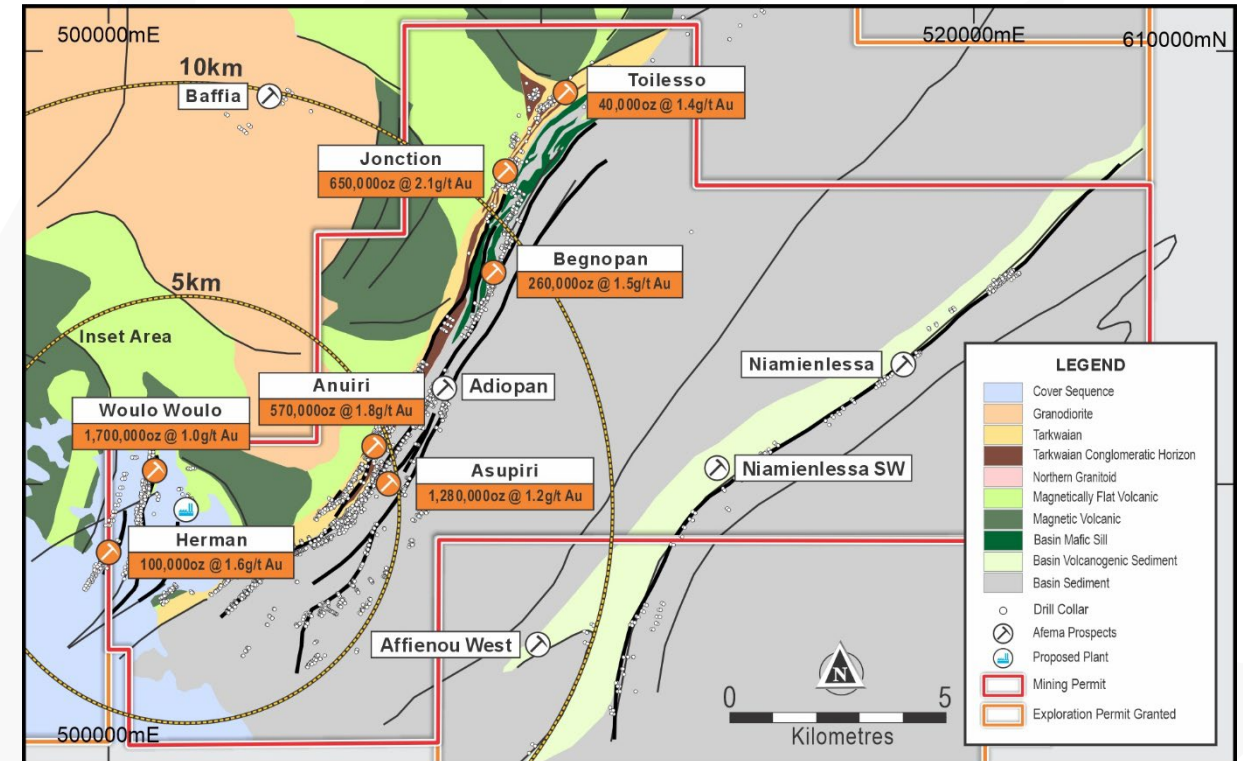 500000mE
520000mE
610000mN
10km
Baffia
Toilesso
40,000oz @ 1.4g/t Au
Jonction
650,000oz @ 2.1g/t Au
Begnopan
260,000oz @ 1.5g/t Au
5km
Inset Area
Niamienlessa
Anuiri
570,000oz @ 1.8g/t Au
Adiopan
Woulo Woulo
1,700,000oz @ 1.0g/t Au
Niamienlessa SW
Asupiri
1,280,000oz @ 1.2g/t Au
Herman
100,000oz @ 1.6g/t Au
Affienou West
N
0
5
Kilometres
500000mE
LEGEND
Cover Sequence
Granodiorite
Tarkwaian
Tarkwaian Conglomeratic Horizon
Northern Granitoid
Magnetically Flat Volcanic
Magnetic Volcanic
Basin Mafic Sill
Basin Volcanogenic Sediment
Basin Sediment
Drill Collar
Afema Prospects
Proposed Plant
Mining Permit
Exploration Permit Granted